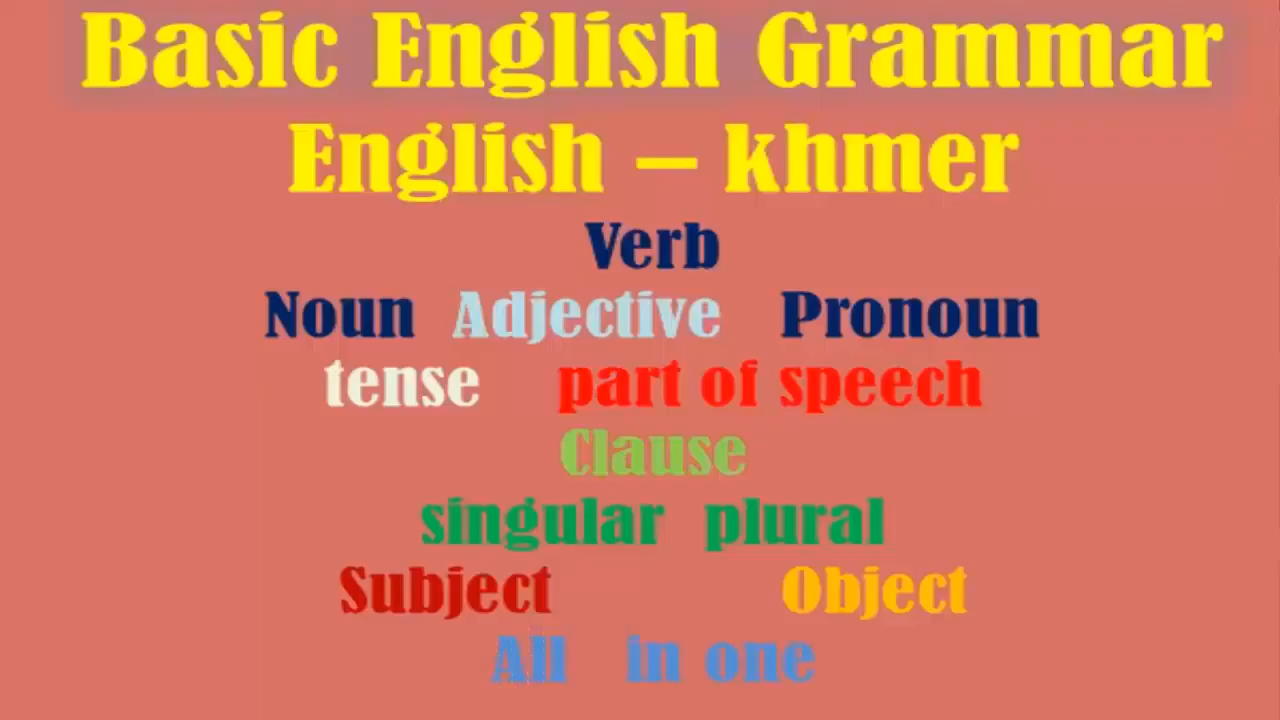 Basic English Grammar
English – khmer
Verb
Noun Adjective Pronoun
tense part of speech
Clause
singular plural
Subject Object
All in one